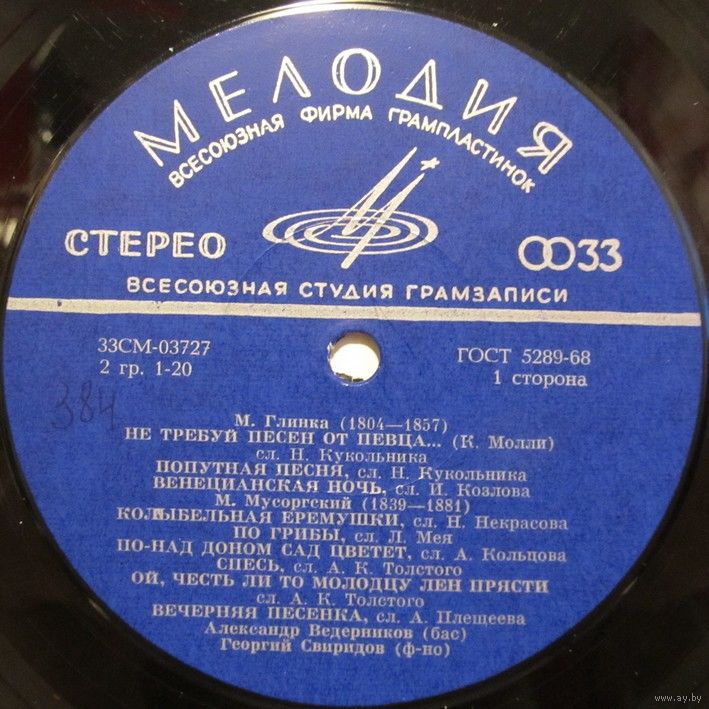 МЕЛОДИЯ
ВСЕСОЮЗНАЯ ФИРМА ГРАМПЛАСТИНОК
СТЕРЕО
33
ВСЕСОЮЗНАЯ СТУДИЯ ГРАМЗАПИСИ
33СМ-03727
2 гр. 1-20
ГОСТ 5289-68
1 сторона
384
М. Глинка (1804—1857)
НЕ ТРЕБУЙ ПЕСЕН ОТ ПЕВЦА... (К. Молли)
сл. Н. Кукольника
ПОПУТНАЯ ПЕСНЯ, сл. Н. Кукольника
ВЕНЕЦИАНСКАЯ НОЧЬ, сл. И. Козлова
М. Мусоргский (1839—1881)
КОЛЫБЕЛЬНАЯ ЕРЕМУШКИ, сл. Н. Некрасова
ПО ГРИБЫ, сл. Л. Мея
ПО-НАД ДОНОМ САД ЦВЕТЕТ, сл. А. Кольцова
СПЕСЬ, сл. А. К. Толстого
ОЙ, ЧЕСТЬ ЛИ ТО МОЛОДЦУ ЛЕН ПРЯСТИ
сл. А. К. Толстого
ВЕЧЕРНЯЯ ПЕСЕНКА, сл. А. Плещеева
Александр Ведерников (бас)
Георгий Свиридов (ф-но)
www.ay.by